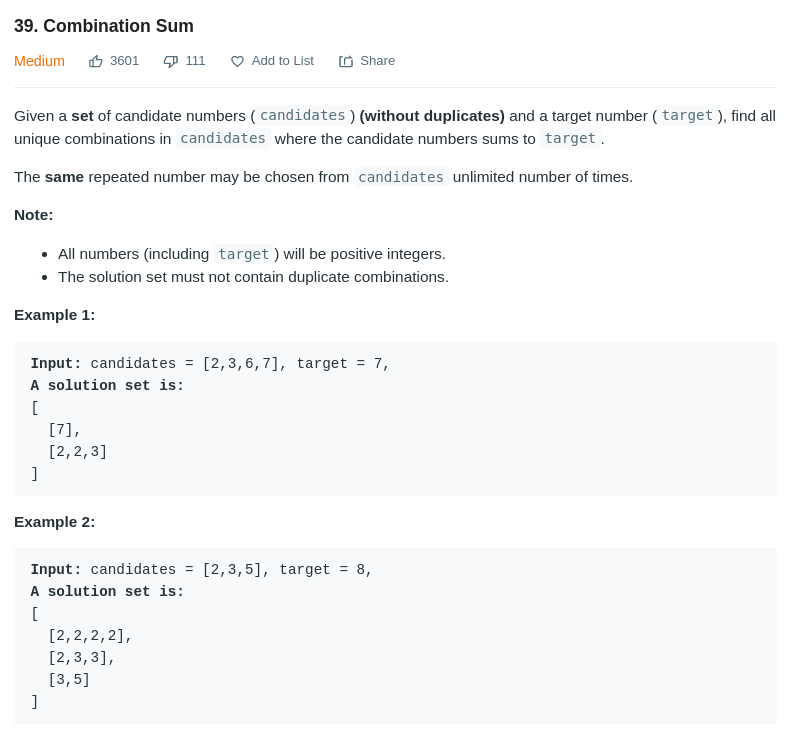 39. Combination Sum
Medium 3601 111 Add to List Share
Given a set of candidate numbers (candidates) (without duplicates) and a target number (target), find all
unique combinations in candidates where the candidate numbers sums to target.
The same repeated number may be chosen from candidates unlimited number of times.
Note:
• All numbers (including target) will be positive integers.
• The solution set must not contain duplicate combinations.
Example 1:
Input: candidates = [2,3,6,7], target = 7,
A solution set is:
[
  [7],
  [2,2,3]
]
Example 2:
Input: candidates = [2,3,5], target = 8,
A solution set is:
[
  [2,2,2,2],
  [2,3,3],
  [3,5]
]